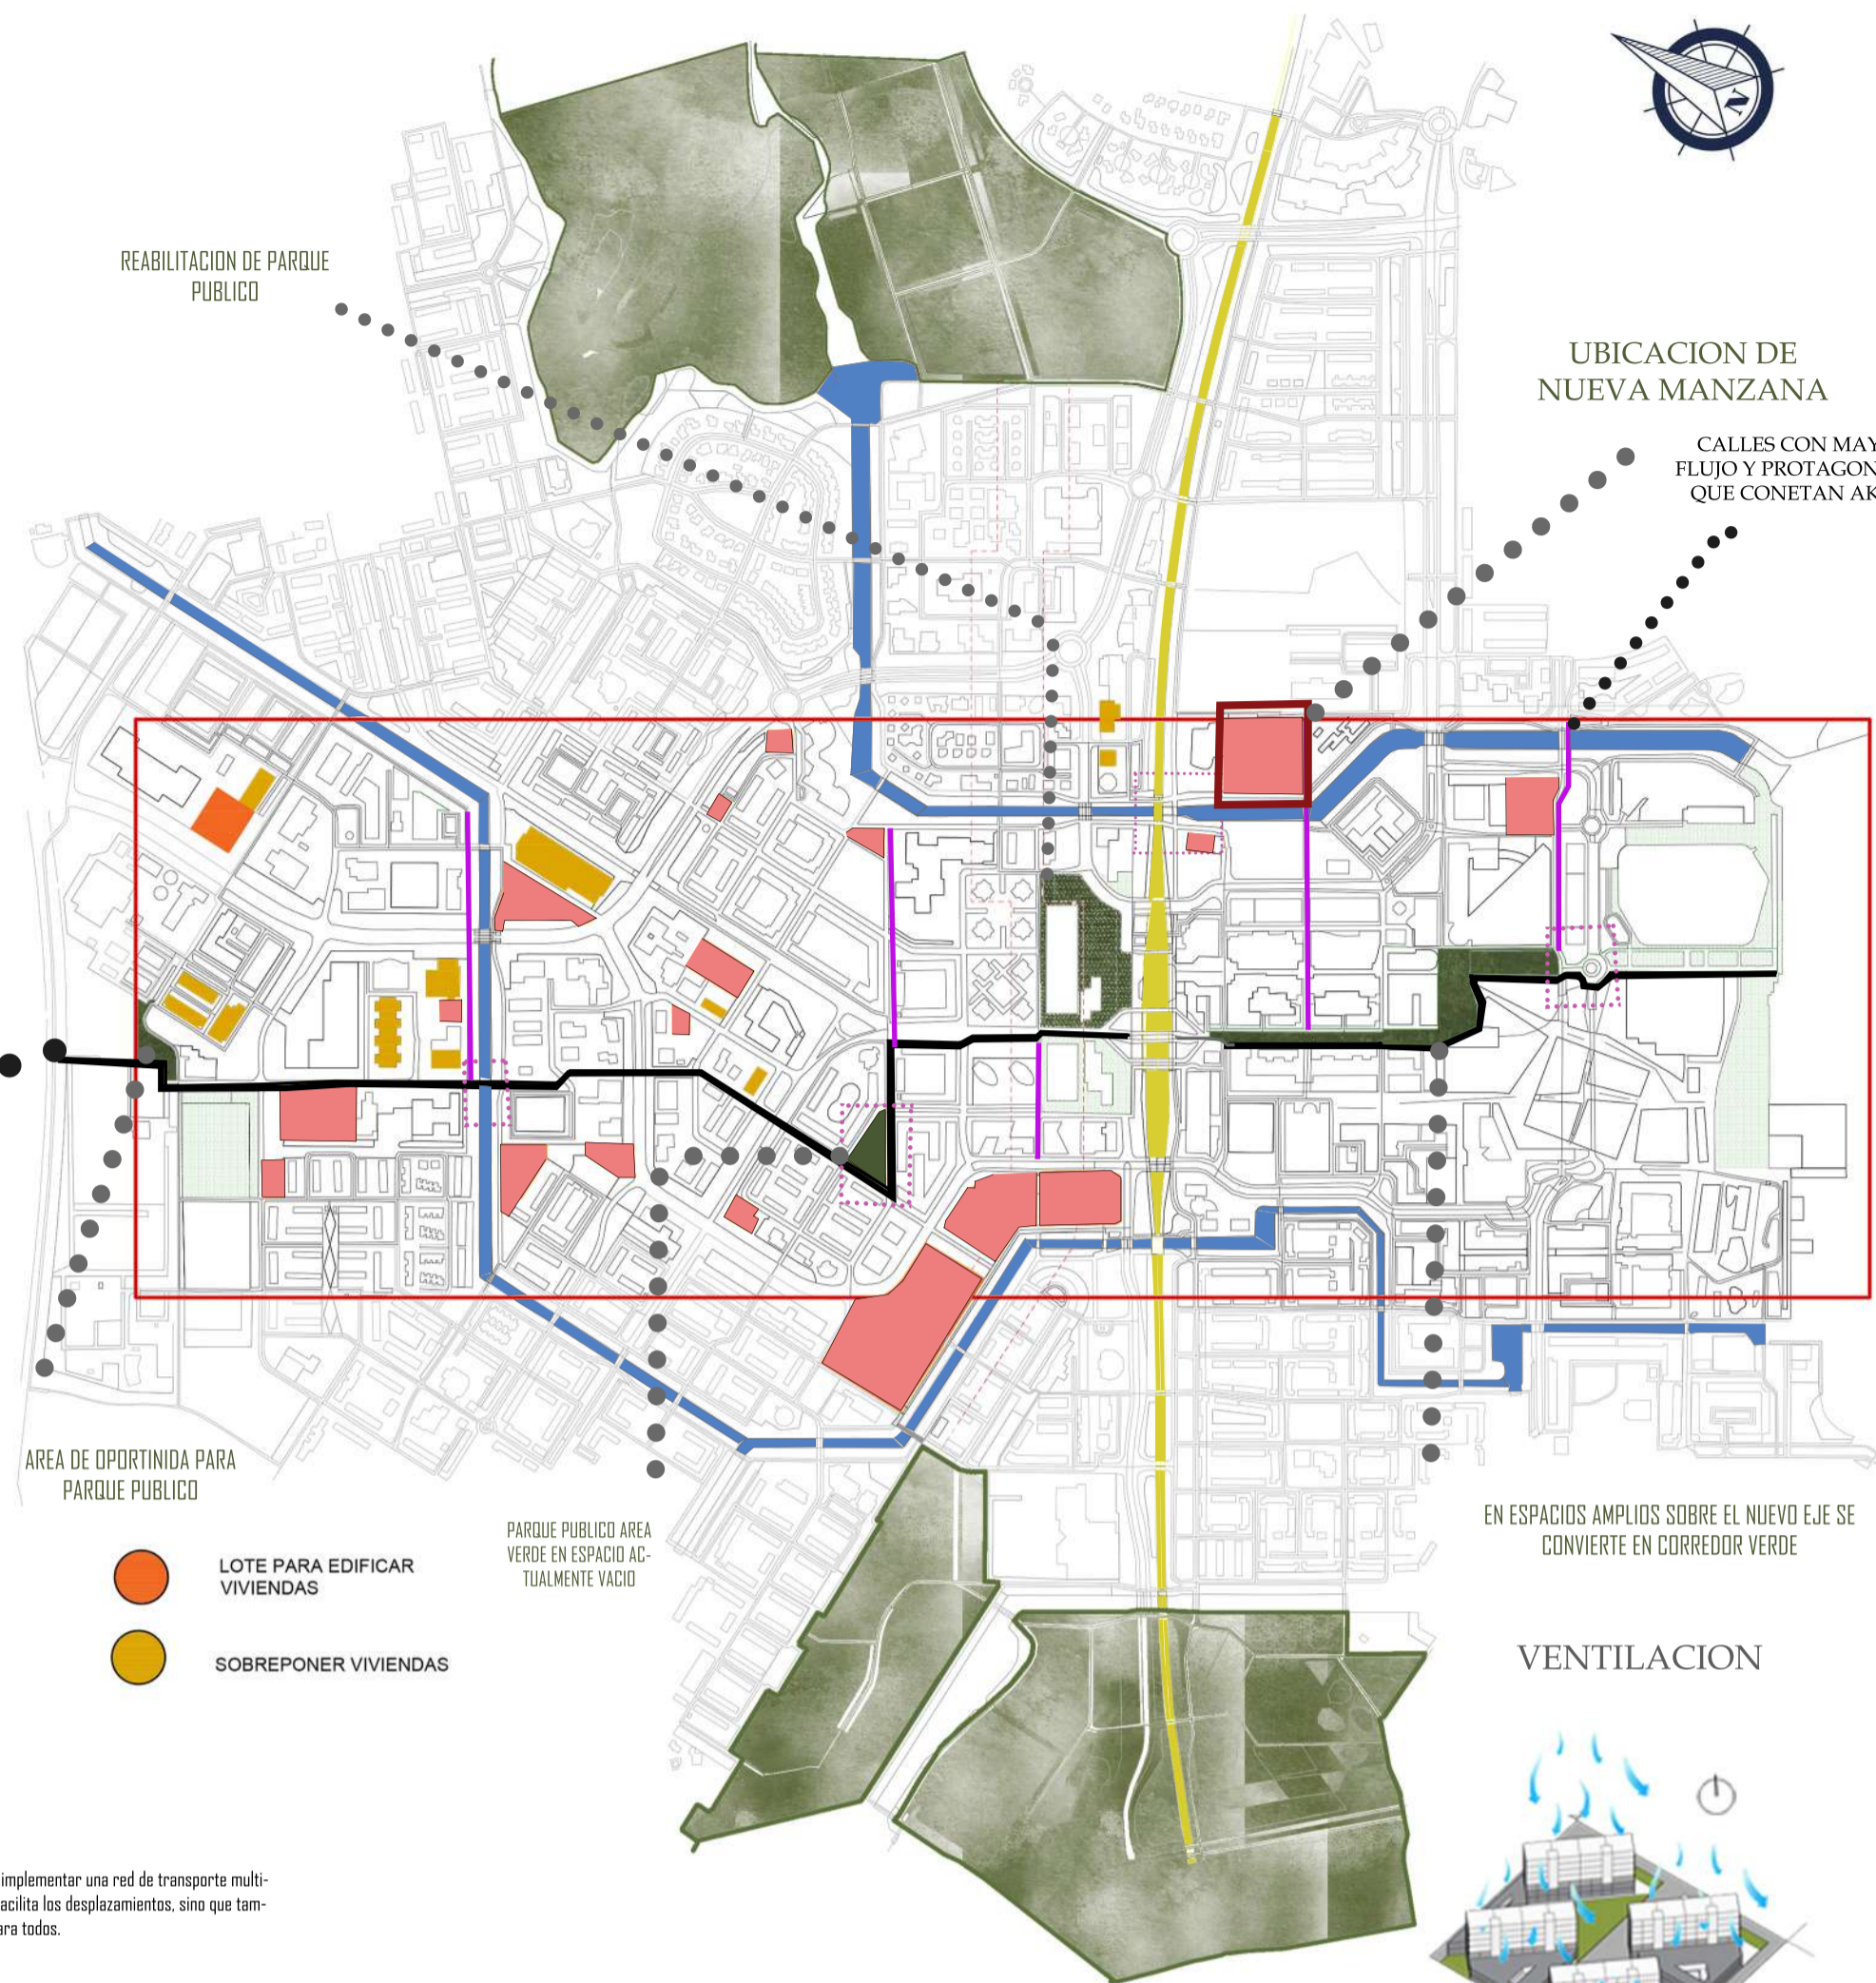 N
REABILITACION DE PARQUE
PUBLICO
UBICACION DE
NUEVA MANZANA
CALLES CON MAY
FLUJO Y PROTAGON
QUE CONETAN AK
AREA DE OPORTINIDA PARA
PARQUE PUBLICO
LOTE PARA EDIFICAR
VIVIENDAS
SOBREPONER VIVIENDAS
PARQUE PUBLICO AREA
VERDE EN ESPACIO AC-
TUALMENTE VACIO
EN ESPACIOS AMPLIOS SOBRE EL NUEVO EJE SE
CONVIERTE EN CORREDOR VERDE
VENTILACION
implementar una red de transporte multi-
acilita los desplazamientos, sino que tam-
ara todos.